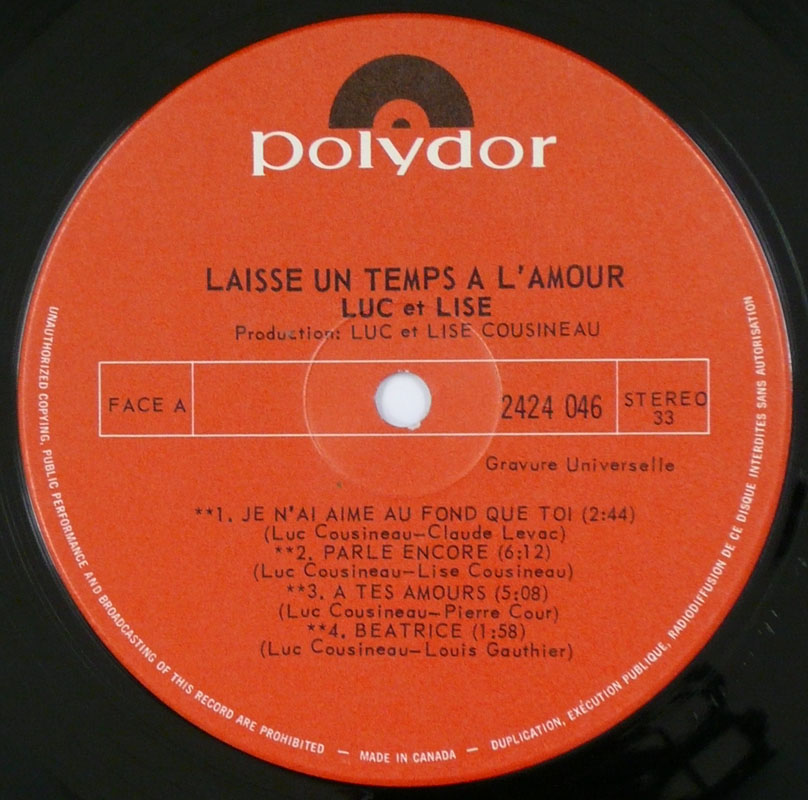 polydor
LAISSE UN TEMPS A L'AMOUR
LUC et LISE
Production: LUC et LISE COUSINEAU
FACE A
2424 046
STEREO
33
Gravure Universelle
**1. JE N'AI AIME AU FOND QUE TOI (2:44)
(Luc Cousineau—Claude Levac)
**2. PARLE ENCORE (6:12)
(Luc Cousineau—Lise Cousineau)
**3. A TES AMOURS (5:08)
(Luc Cousineau—Pierre Cour)
**4. BEATRICE (1:58)
(Luc Cousineau—Louis Gauthier)
UNAUTHORIZED COPYING, PUBLIC PERFORMANCE AND BROADCASTING OF THIS RECORD ARE PROHIBITED — MADE IN CANADA — DUPLICATION, EXÉCUTION PUBLIQUE, RADIODIFFUSION DE CE DISQUE INTERDITES SANS AUTORISATION